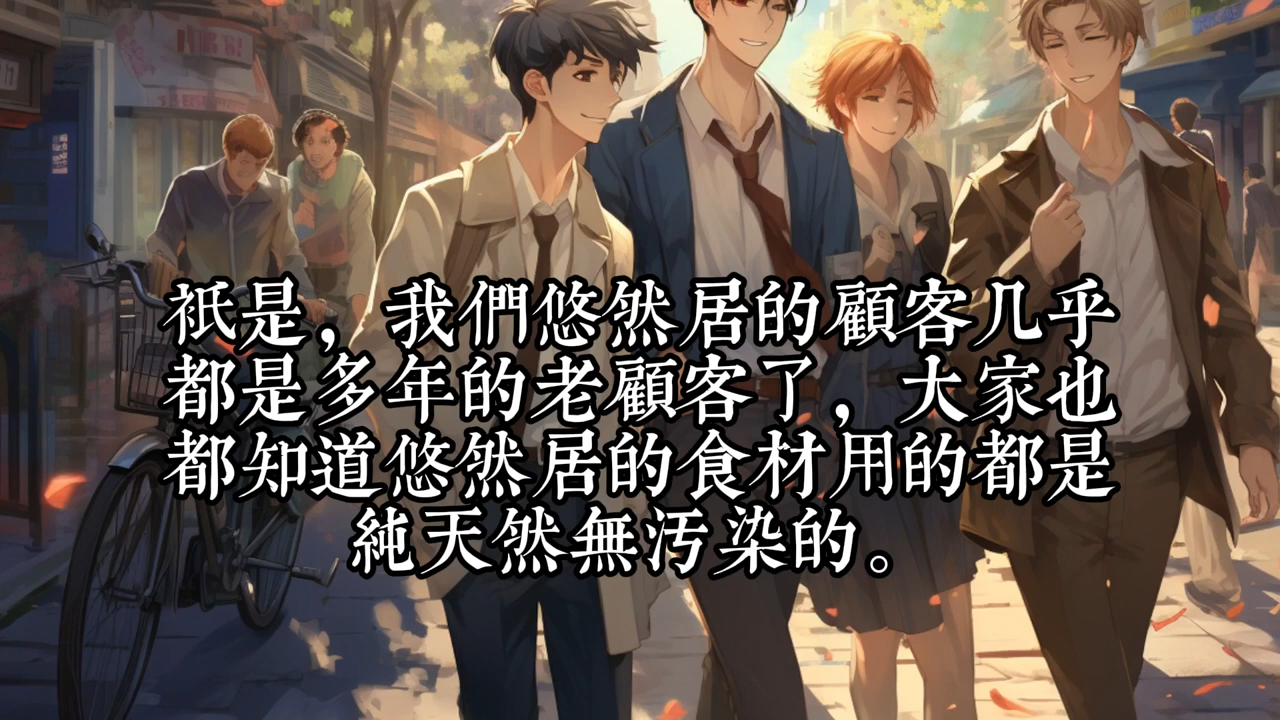 衹是，我們悠然居的顧客几乎
都是多年的老顧客了，大家也
都知道悠然居的食材用的都是
純天然無汚染的。